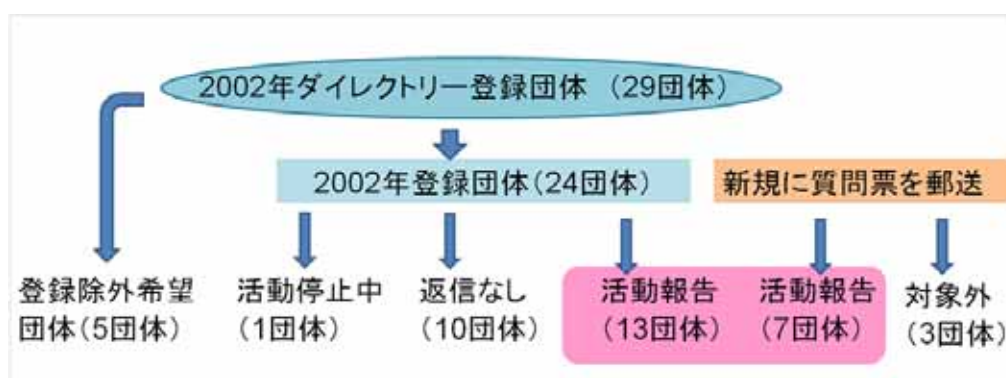 2002年ダイレクトリー登録団体 （29団体）
2002年登録団体（24団体）
新規に質問票を郵送
登録除外希望
団体（5団体）
活動停止中
（1団体）
返信なし
（10団体）
活動報告
（13団体）
活動報告
（7団体）
対象外
（3団体）